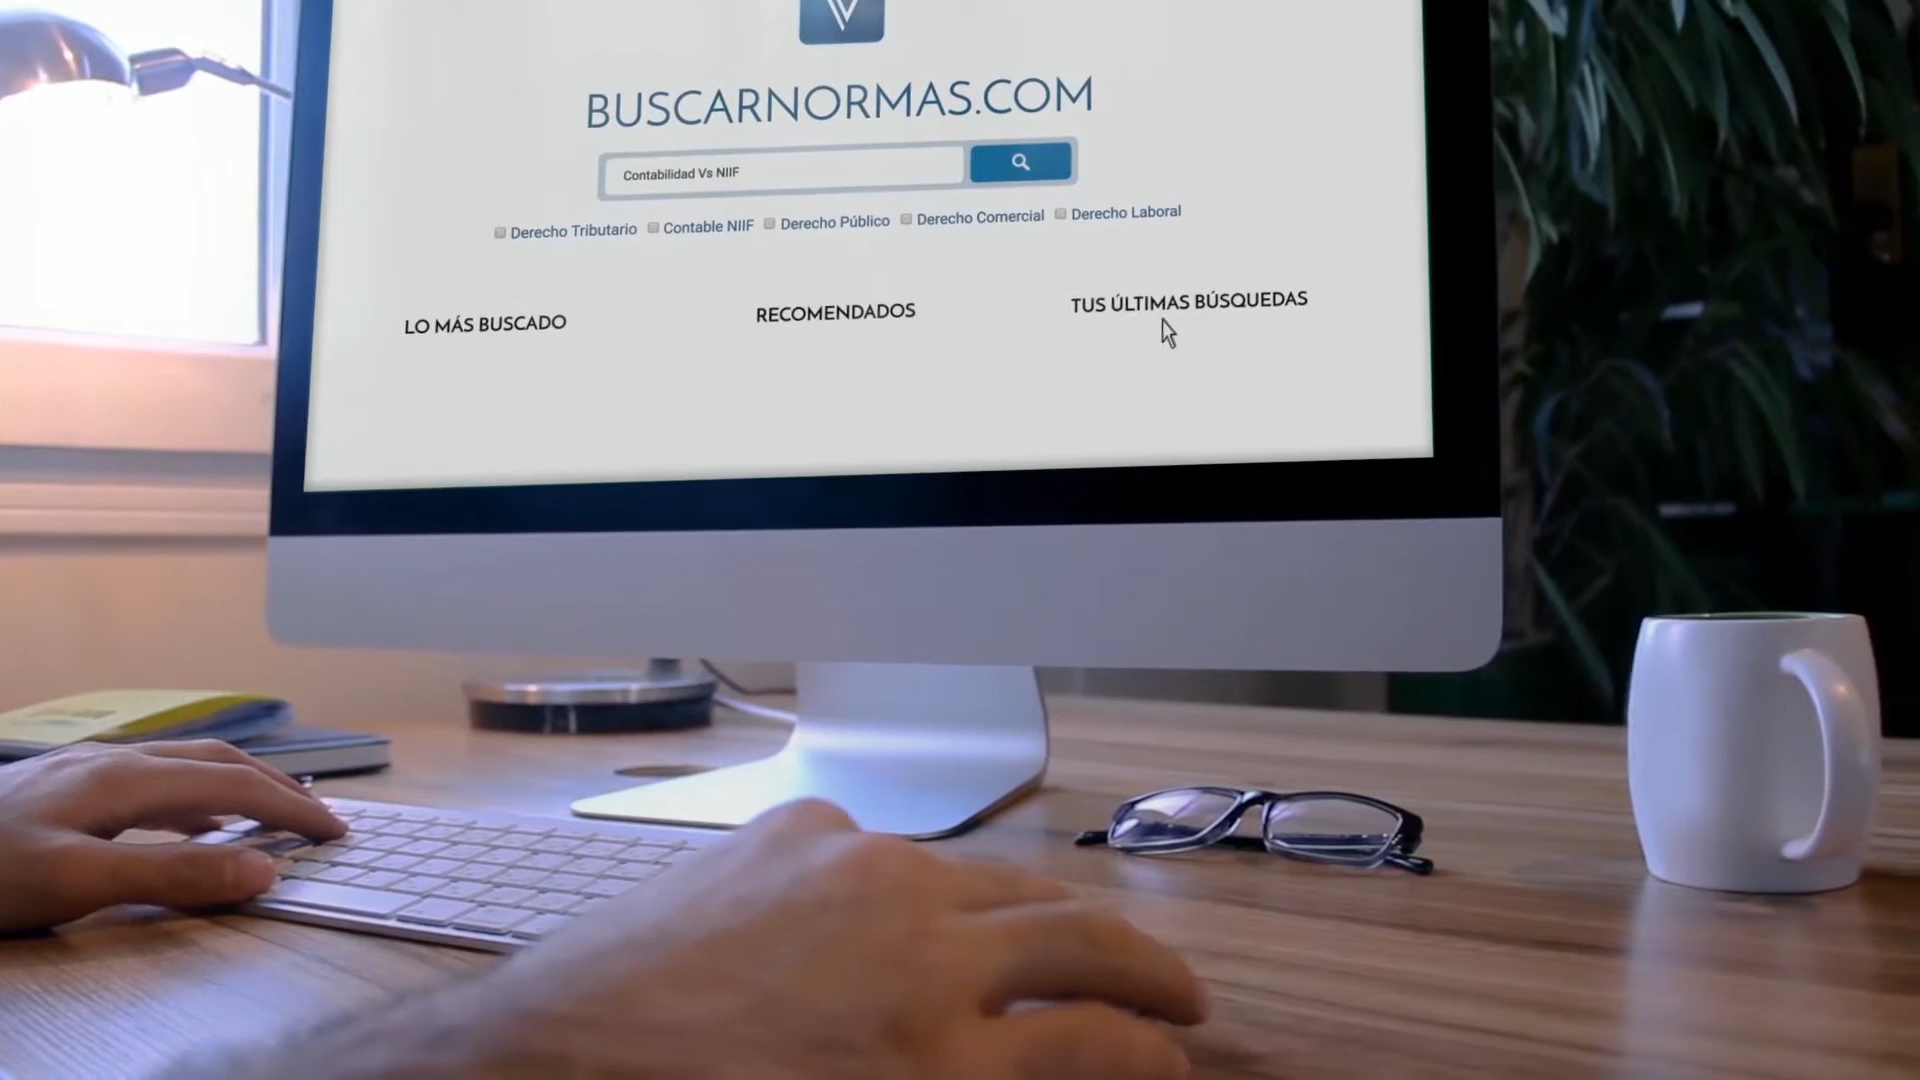 BUSCARNORMAS.COM
Contabilidad Vs NIIF
Derecho Tributario Contable NIIF Derecho Público Derecho Comercial Derecho Laboral
LO MÁS BUSCADO RECOMENDADOS TUS ÚLTIMAS BÚSQUEDAS